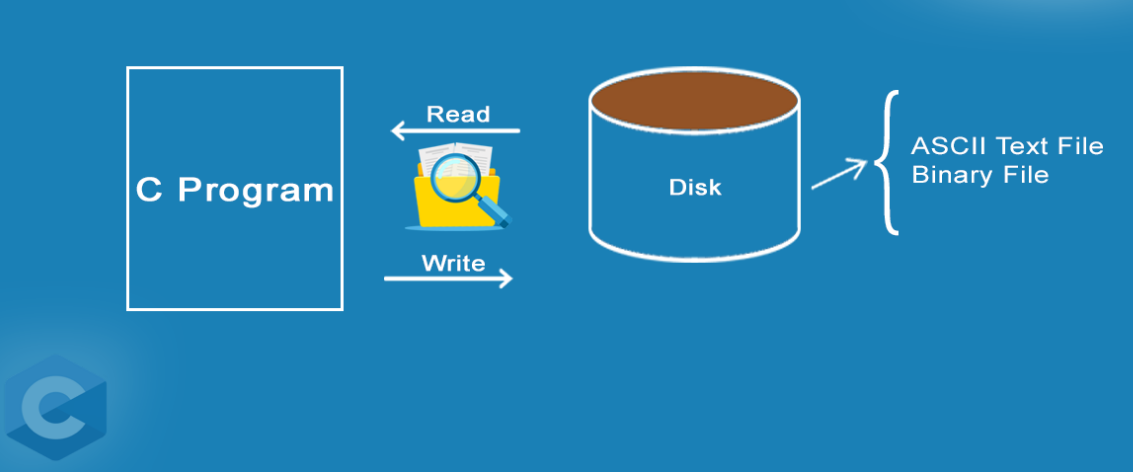 C Program
Read
Write
Disk
ASCII Text File
Binary File
C